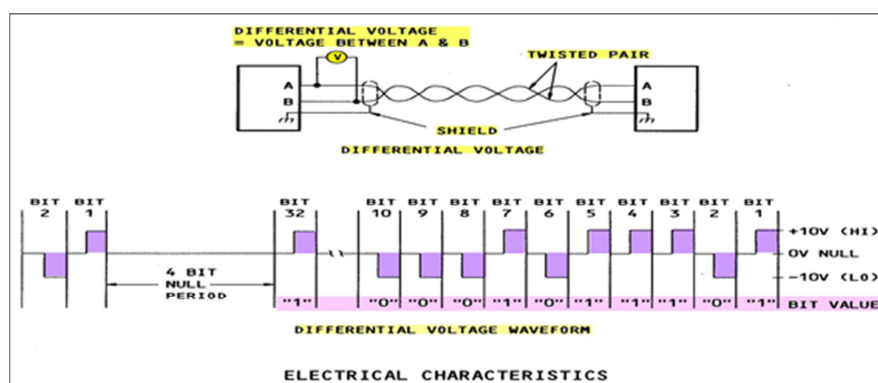 DIFFERENTIAL VOLTAGE
= VOLTAGE BETWEEN A & B
V
TWISTED PAIR
A
A
B
B
SHIELD
DIFFERENTIAL VOLTAGE
BIT BIT BIT BIT BIT BIT BIT BIT BIT BIT BIT BIT BIT
2 1 32 10 9 8 7 6 5 4 3 2 1
+10V (HI)
0V NULL
-10V (LO)
4 BIT
NULL
PERIOD
"1" "0" "0" "0" "1" "0" "1" "1" "1" "0" "1" BIT VALUE
DIFFERENTIAL VOLTAGE WAVEFORM
ELECTRICAL CHARACTERISTICS